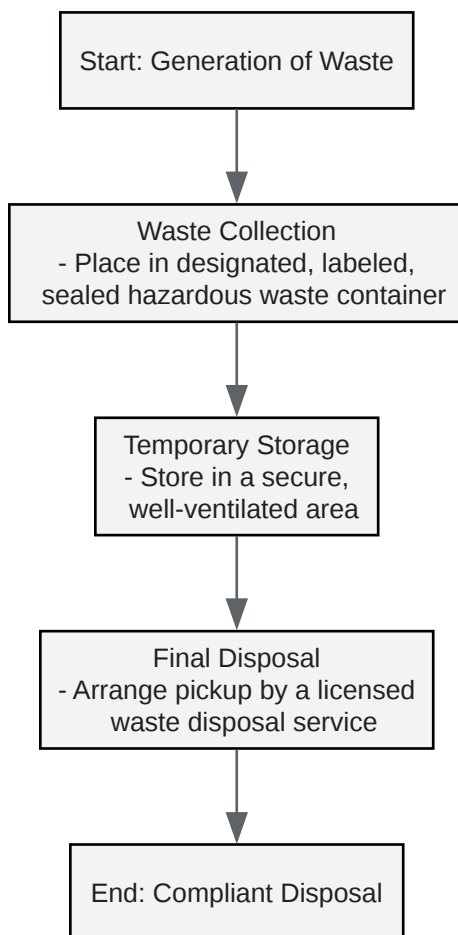 Start: Generation of Waste
Waste Collection
- Place in designated, labeled,
sealed hazardous waste container
Temporary Storage
- Store in a secure,
well-ventilated area
Final Disposal
- Arrange pickup by a licensed
waste disposal service
End: Compliant Disposal